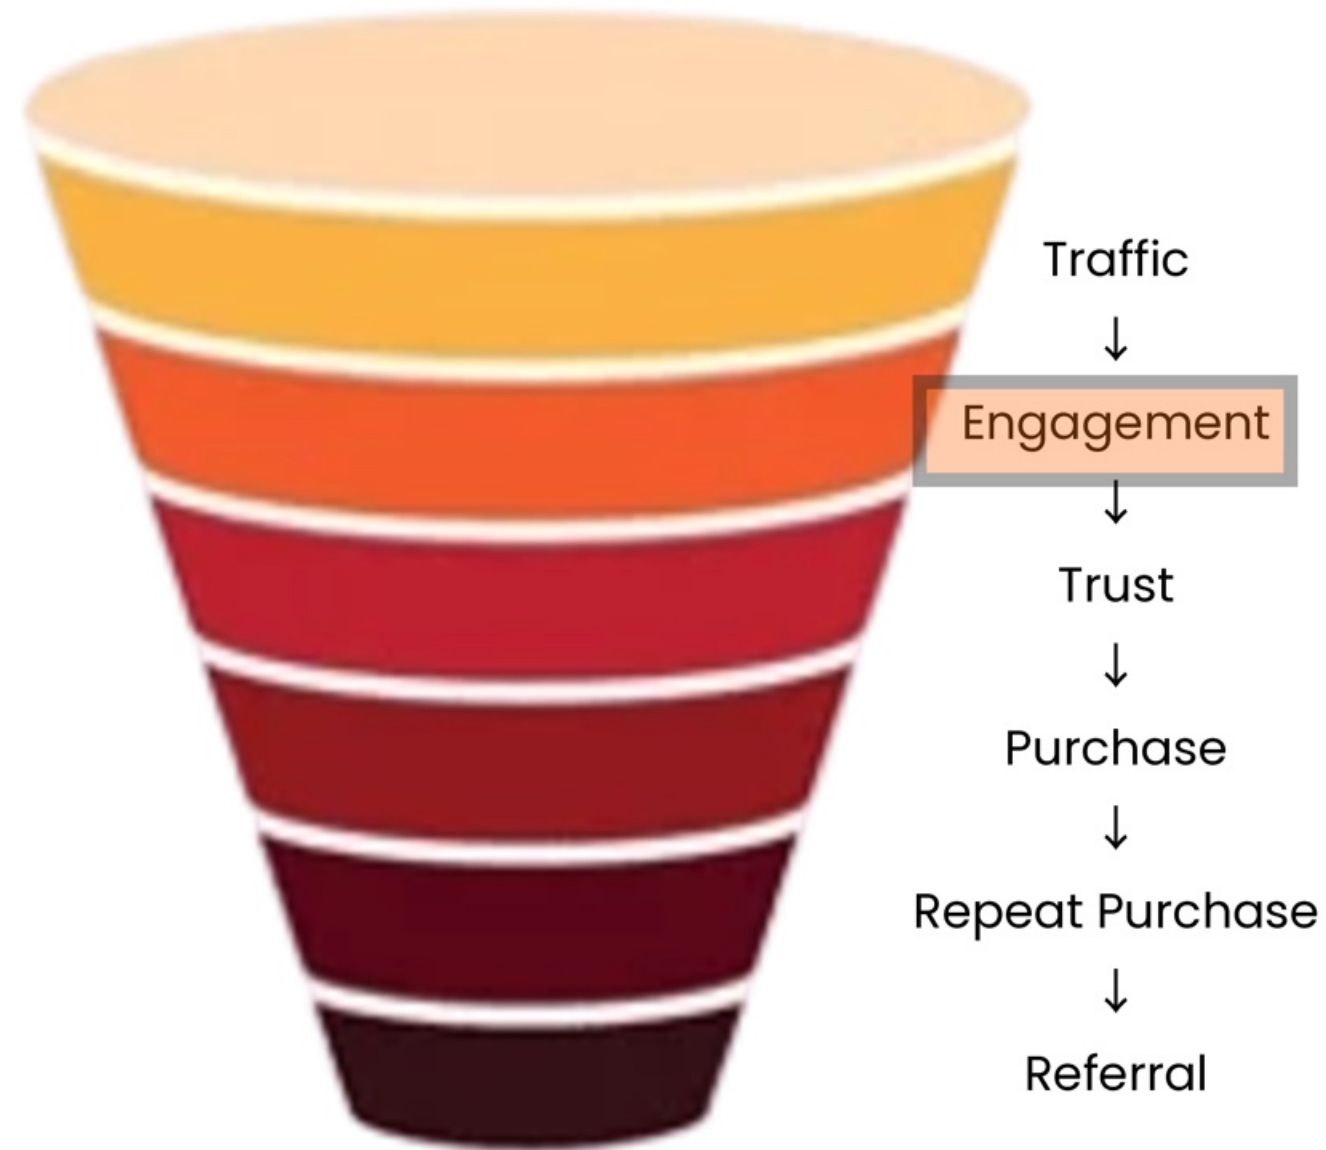 Traffic
↓
Engagement
↓
Trust
↓
Purchase
↓
Repeat Purchase
↓
Referral